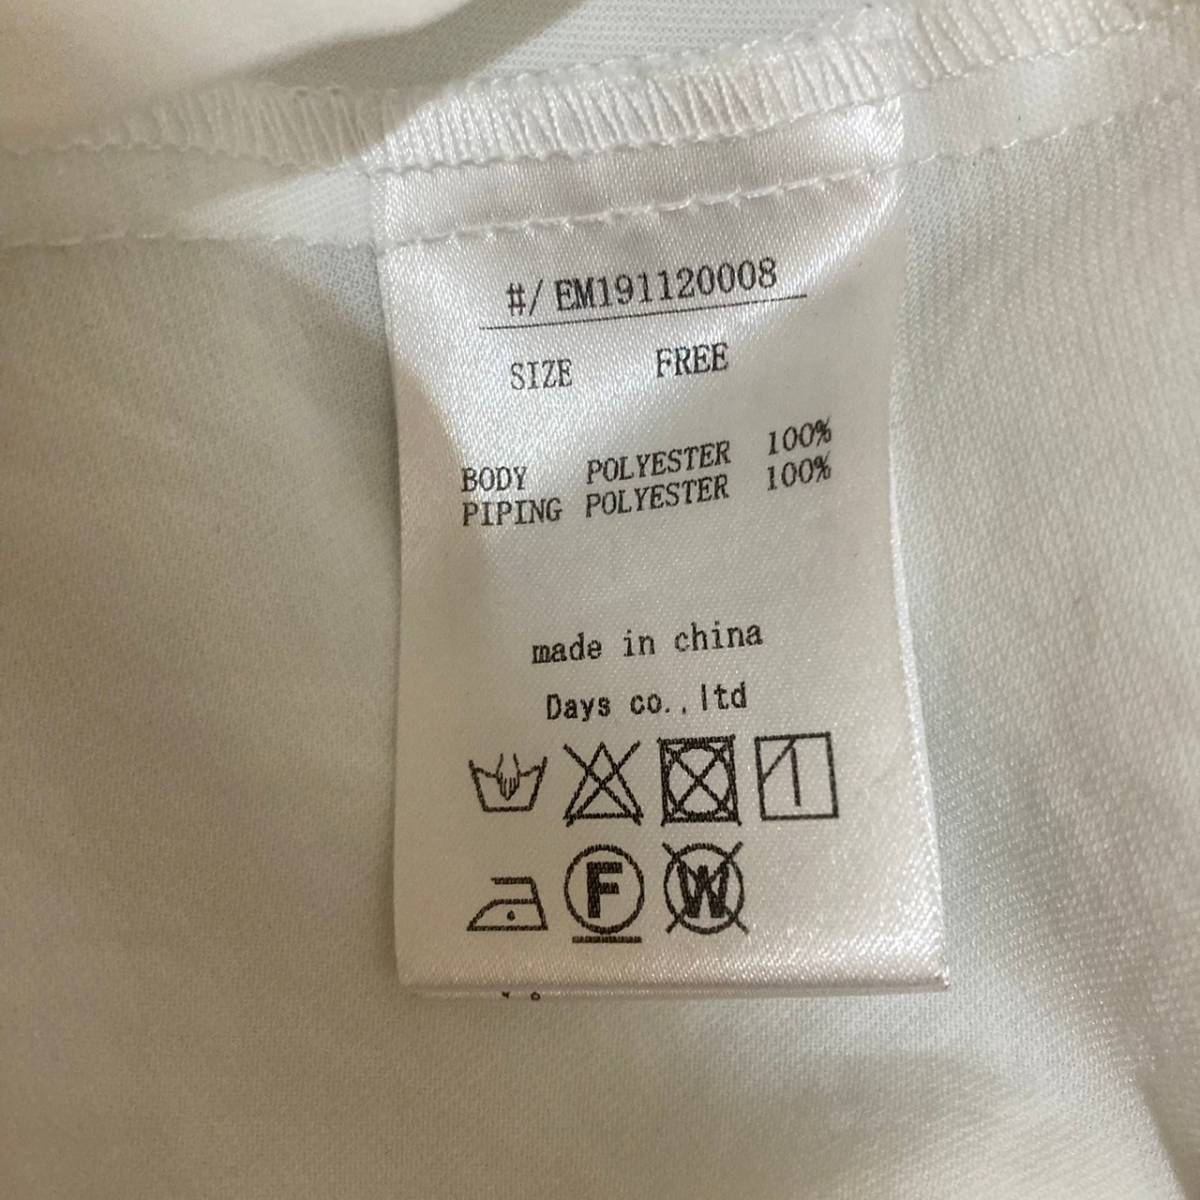 #/EM191120008
SIZE FREE
BODY POLYESTER 100%
PIPING POLYESTER 100%
made in china
Days co.,ltd
F W